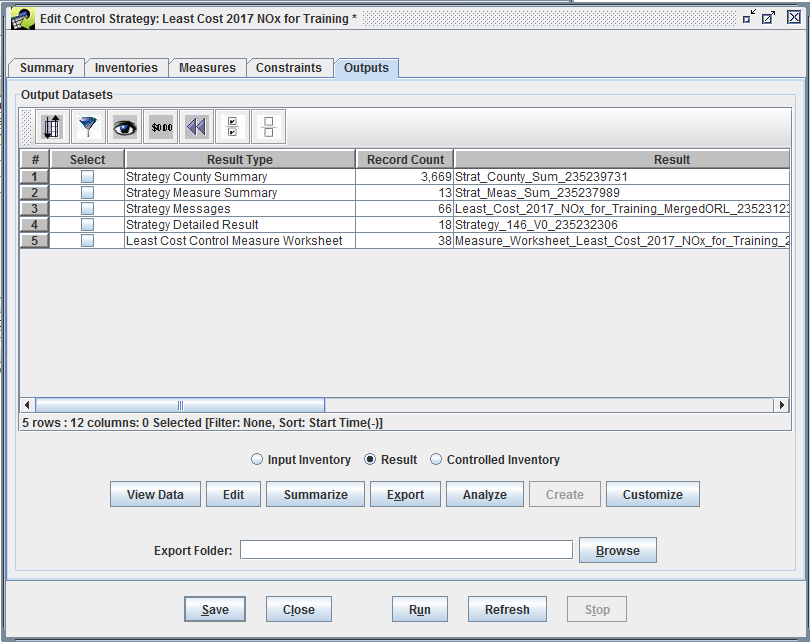 Edit Control Strategy: Least Cost 2017 NOx for Training *
Summary Inventories Measures Constraints Outputs
Output Datasets
$0.00
# Select Result Type Record Count Result
1 Strategy County Summary 3,669 Strat_County_Sum_235239731
2 Strategy Measure Summary 13 Strat_Meas_Sum_235237989
3 Strategy Messages 66 Least_Cost_2017_NOx_for_Training_MergedORL_23523123
4 Strategy Detailed Result 18 Strategy_146_V0_235232306
5 Least Cost Control Measure Worksheet 38 Measure_Worksheet_Least_Cost_2017_NOx_for_Training_2
5 rows : 12 columns: 0 Selected [Filter: None, Sort: Start Time(-)]
Input Inventory Result Controlled Inventory
View Data Edit Summarize Export Analyze Create Customize
Export Folder: Browse
Save Close Run Refresh Stop